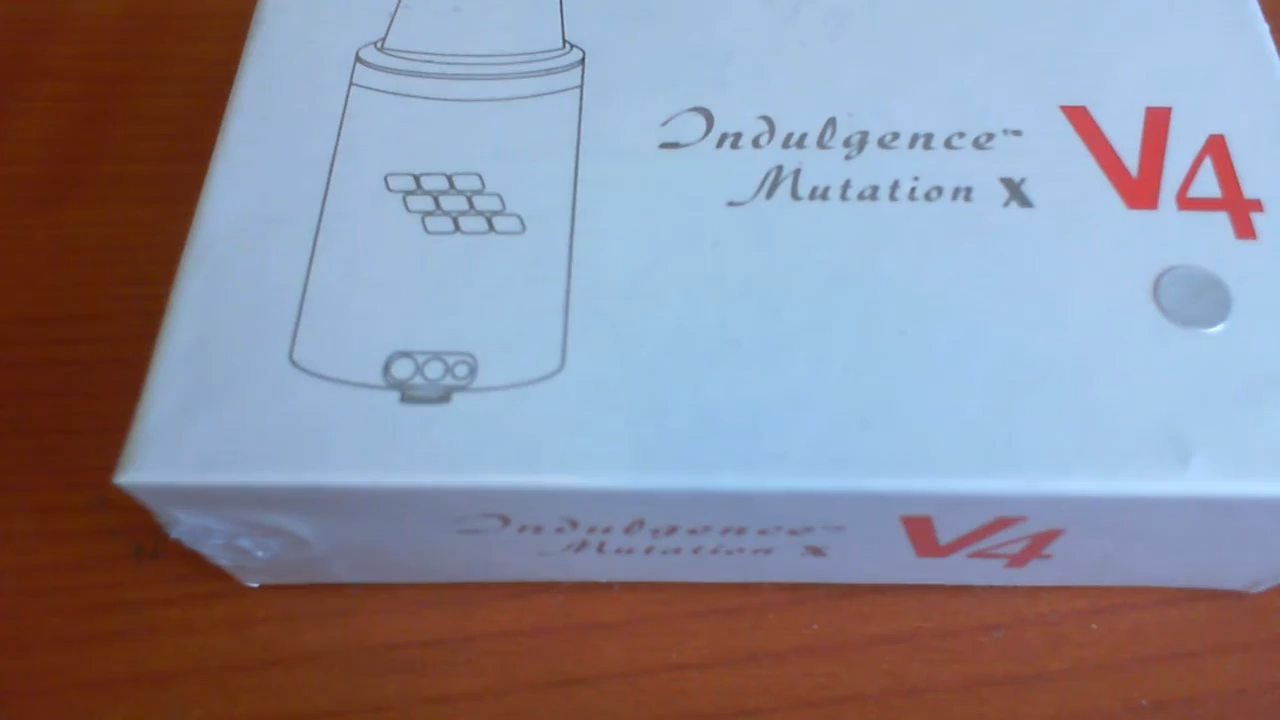 Indulgence™
Mutation X
V4
Indulgence™
Mutation X
V4